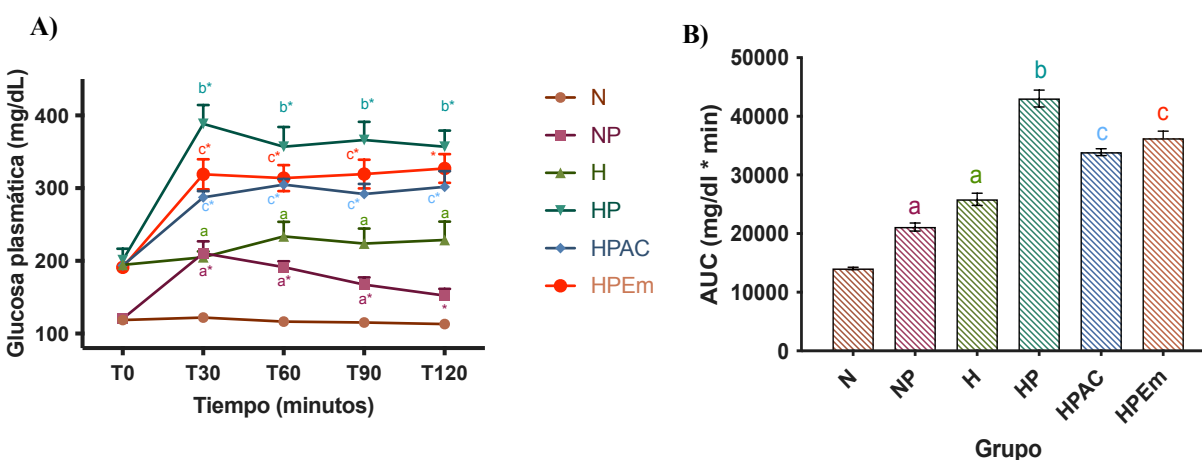 A)
Glucosa plasmática (mg/dL)
400
300
200
100
b*
b*
b*
b*
c*
c*
c*
*
c*
c*
c*
c*
a
a
a
a
a*
a*
a*
*
T0 T30 T60 T90 T120
Tiempo (minutos)
N
NP
H
HP
HPAC
HPEm
B)
AUC (mg/dl * min)
50000
40000
30000
20000
10000
0
a
a
b
c
c
N NP H HP HPAC HPEm
Grupo